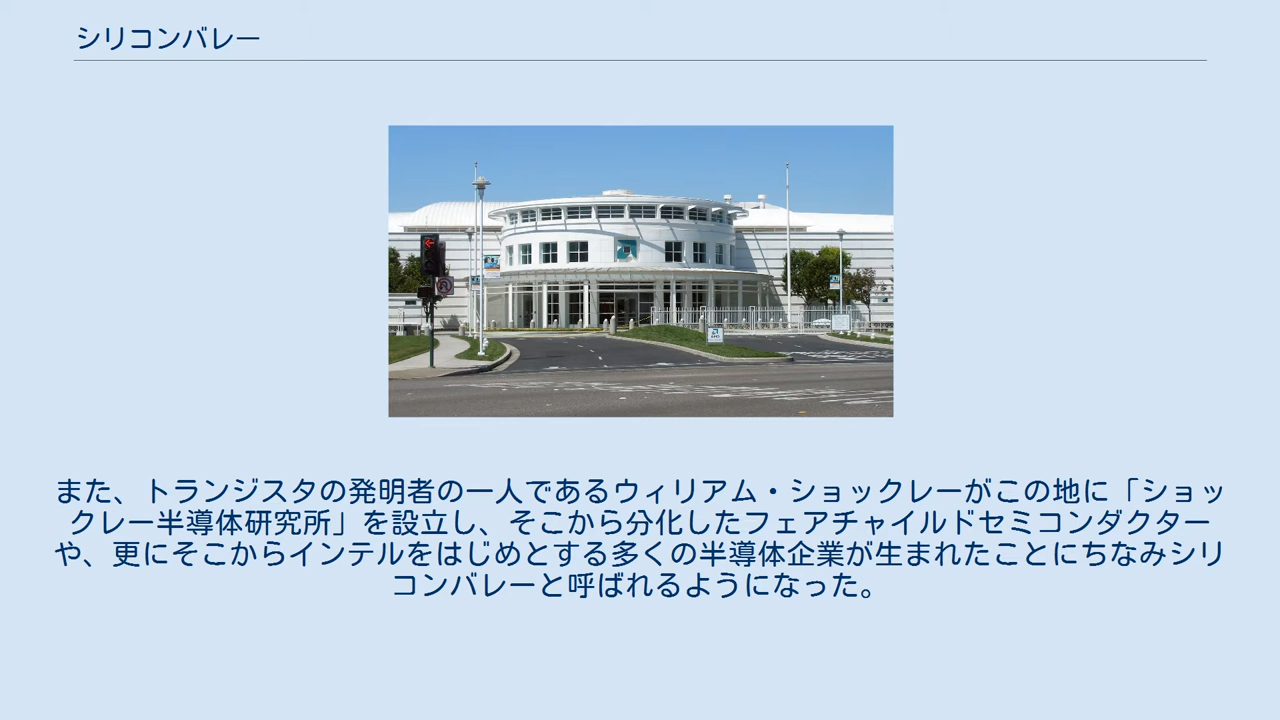 シリコンバレー
また、トランジスタの発明者の一人であるウィリアム・ショックレーがこの地に「ショッ
クレー半導体研究所」を設立し、そこから分化したフェアチャイルドセミコンダクター
や、更にそこからインテルをはじめとする多くの半導体企業が生まれたことにちなみシリ
コンバレーと呼ばれるようになった。